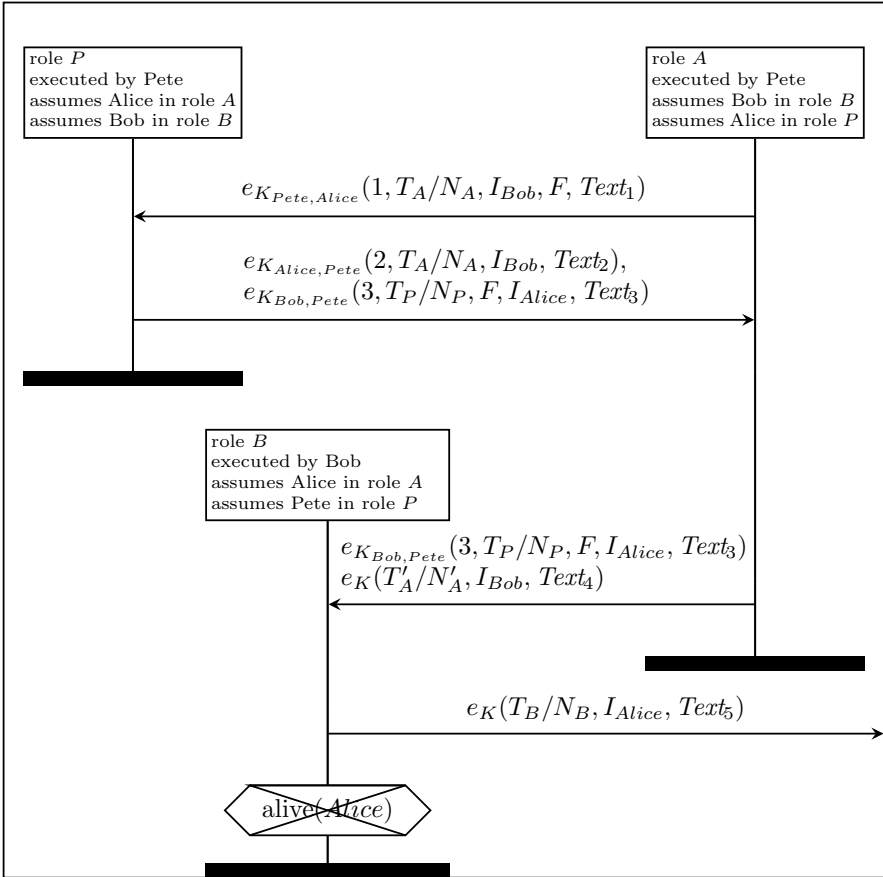 role P
executed by Pete
assumes Alice in role A
assumes Bob in role B
role A
executed by Pete
assumes Bob in role B
assumes Alice in role P
e_{K_{Pete,Alice}}(1, T_A/N_A, I_{Bob}, F, Text_1)
e_{K_{Alice,Pete}}(2, T_A/N_A, I_{Bob}, Text_2),
e_{K_{Bob,Pete}}(3, T_P/N_P, F, I_{Alice}, Text_3)
role B
executed by Bob
assumes Alice in role A
assumes Pete in role P
e_{K_{Bob,Pete}}(3, T_P/N_P, F, I_{Alice}, Text_3)
e_K(T'_A/N'_A, I_{Bob}, Text_4)
e_K(T_B/N_B, I_{Alice}, Text_5)
alive(Alice)